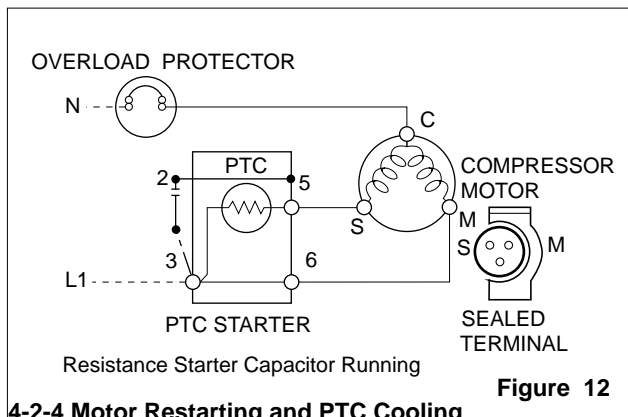 OVERLOAD PROTECTOR
N
C
PTC
2
5
COMPRESSOR
MOTOR
S
M
S
M
3
6
L1
PTC STARTER
SEALED
TERMINAL
Resistance Starter Capacitor Running
Figure 12
4-2-4 Motor Restarting and PTC Cooling